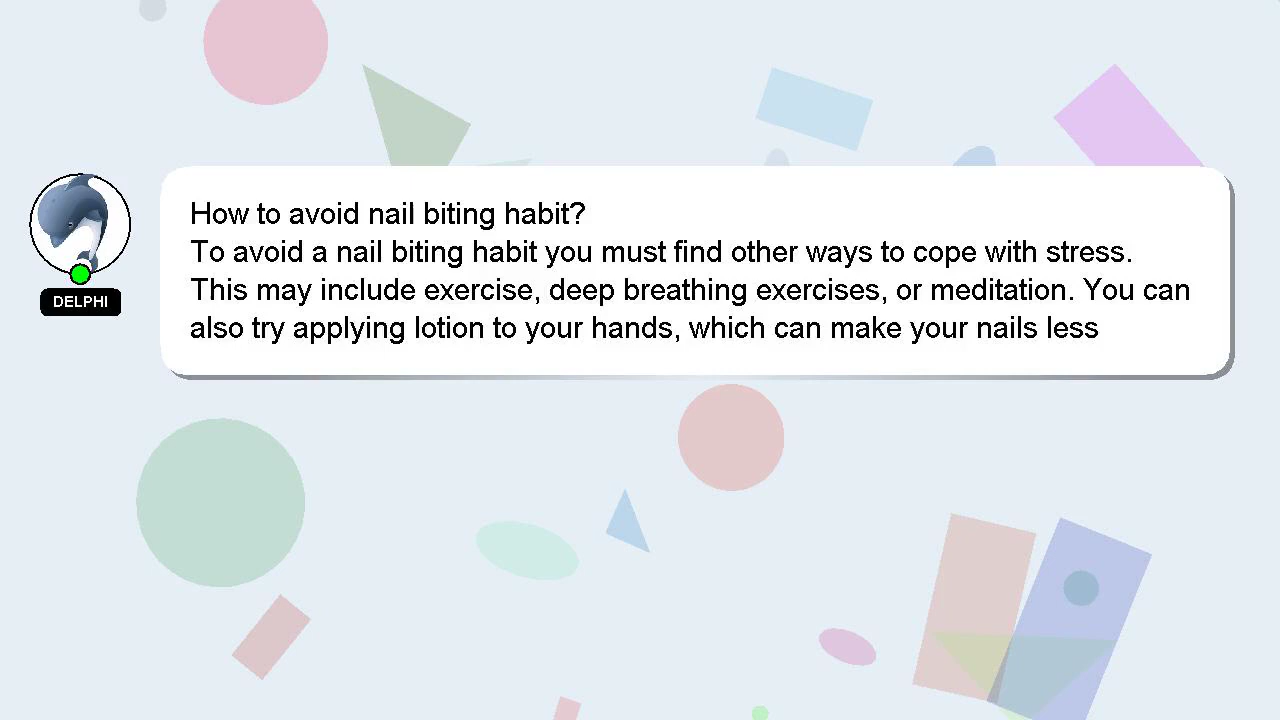 How to avoid nail biting habit?
To avoid a nail biting habit you must find other ways to cope with stress.
This may include exercise, deep breathing exercises, or meditation. You can
also try applying lotion to your hands, which can make your nails less
DELPHI